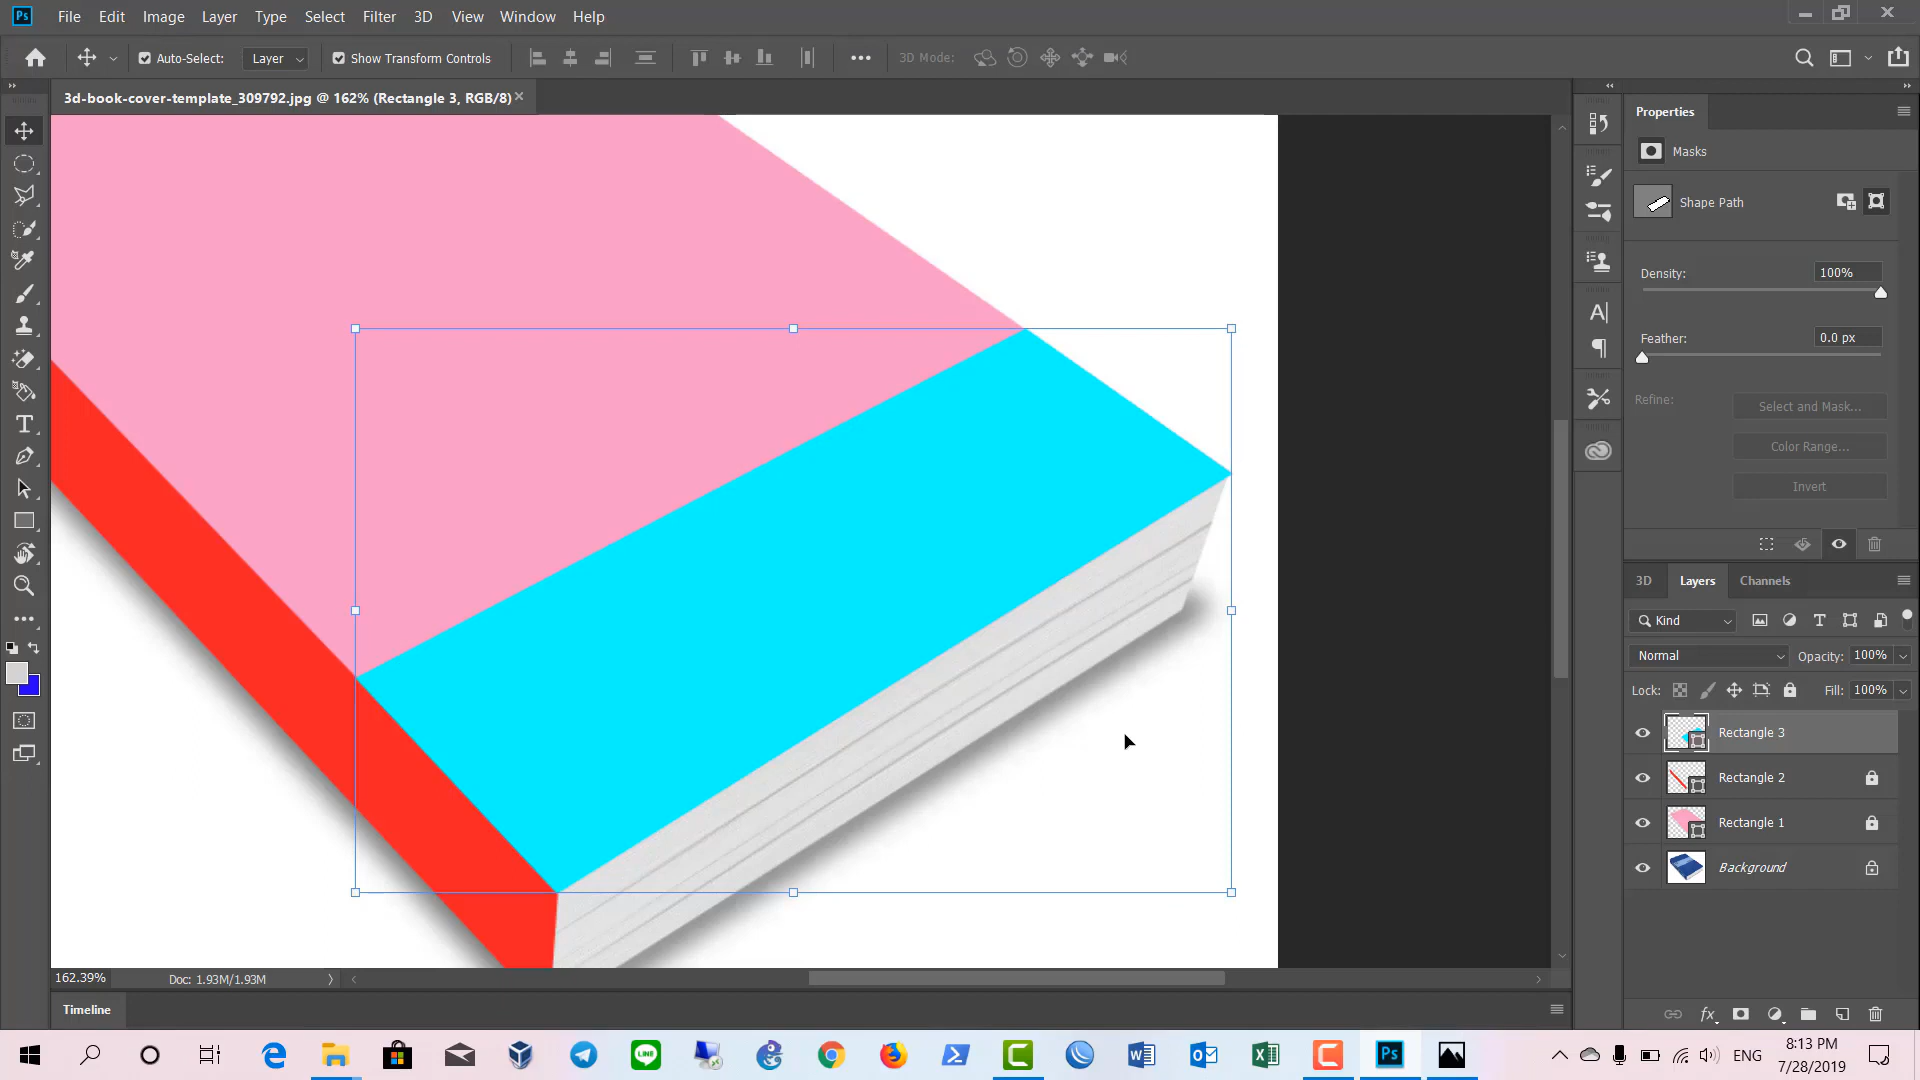 File Edit Image Layer Type Select Filter 3D View Window Help
Auto-Select: Layer Show Transform Controls 3D Mode:
3d-book-cover-template_309792.jpg @ 162% (Rectangle 3, RGB/8)
Properties
Masks
Shape Path
Density: 100%
Feather: 0.0 px
Refine: Select and Mask...
Color Range...
Invert
3D Layers Channels
Kind
Normal Opacity: 100%
Lock: Fill: 100%
Rectangle 3
Rectangle 2
Rectangle 1
Background
162.39% Doc: 1.93M/1.93M
Timeline
ENG 8:13 PM
7/28/2019